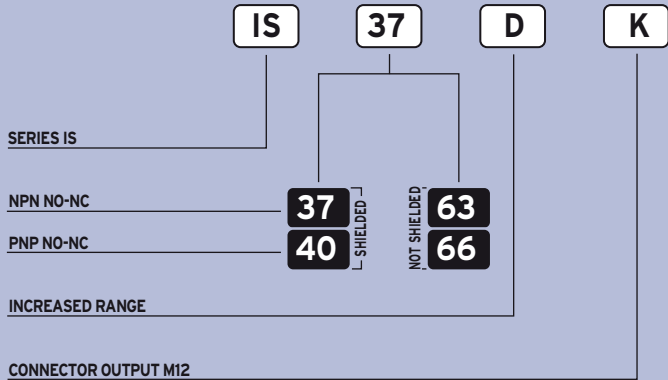 IS 37 D K
SERIES IS
NPN NO-NC 37 63
PNP NO-NC 40 66
SHIELDED
NOT SHIELDED
INCREASED RANGE
CONNECTOR OUTPUT M12